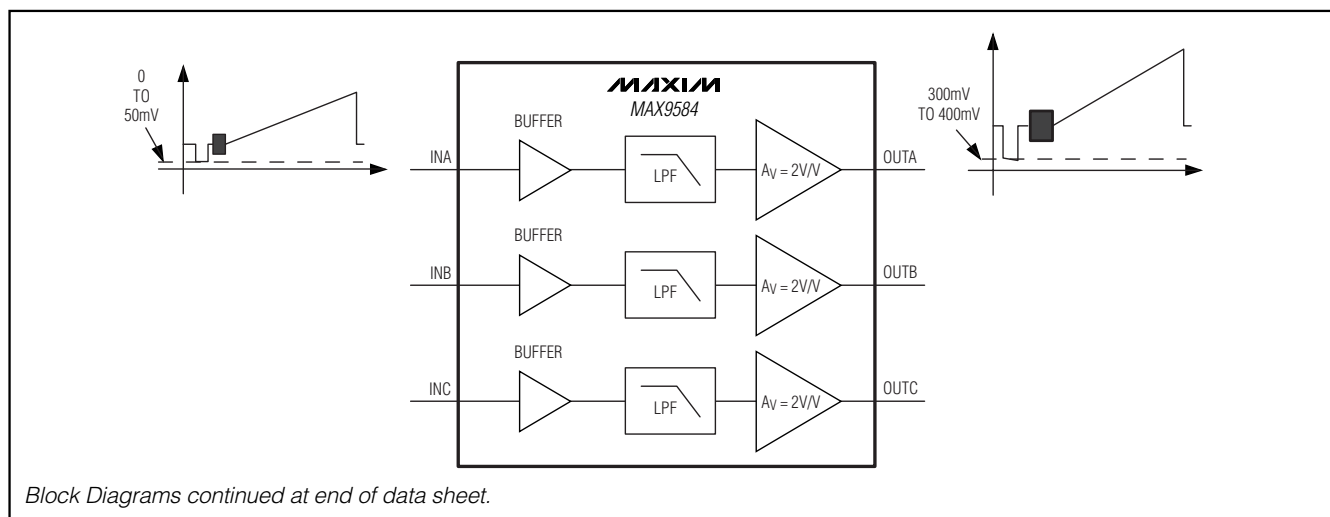 0
TO
50mV
MAXIM
MAX9584
300mV
TO 400mV
BUFFER
INA
LPF
AV = 2V/V
OUTA
BUFFER
INB
LPF
AV = 2V/V
OUTB
BUFFER
INC
LPF
AV = 2V/V
OUTC
Block Diagrams continued at end of data sheet.